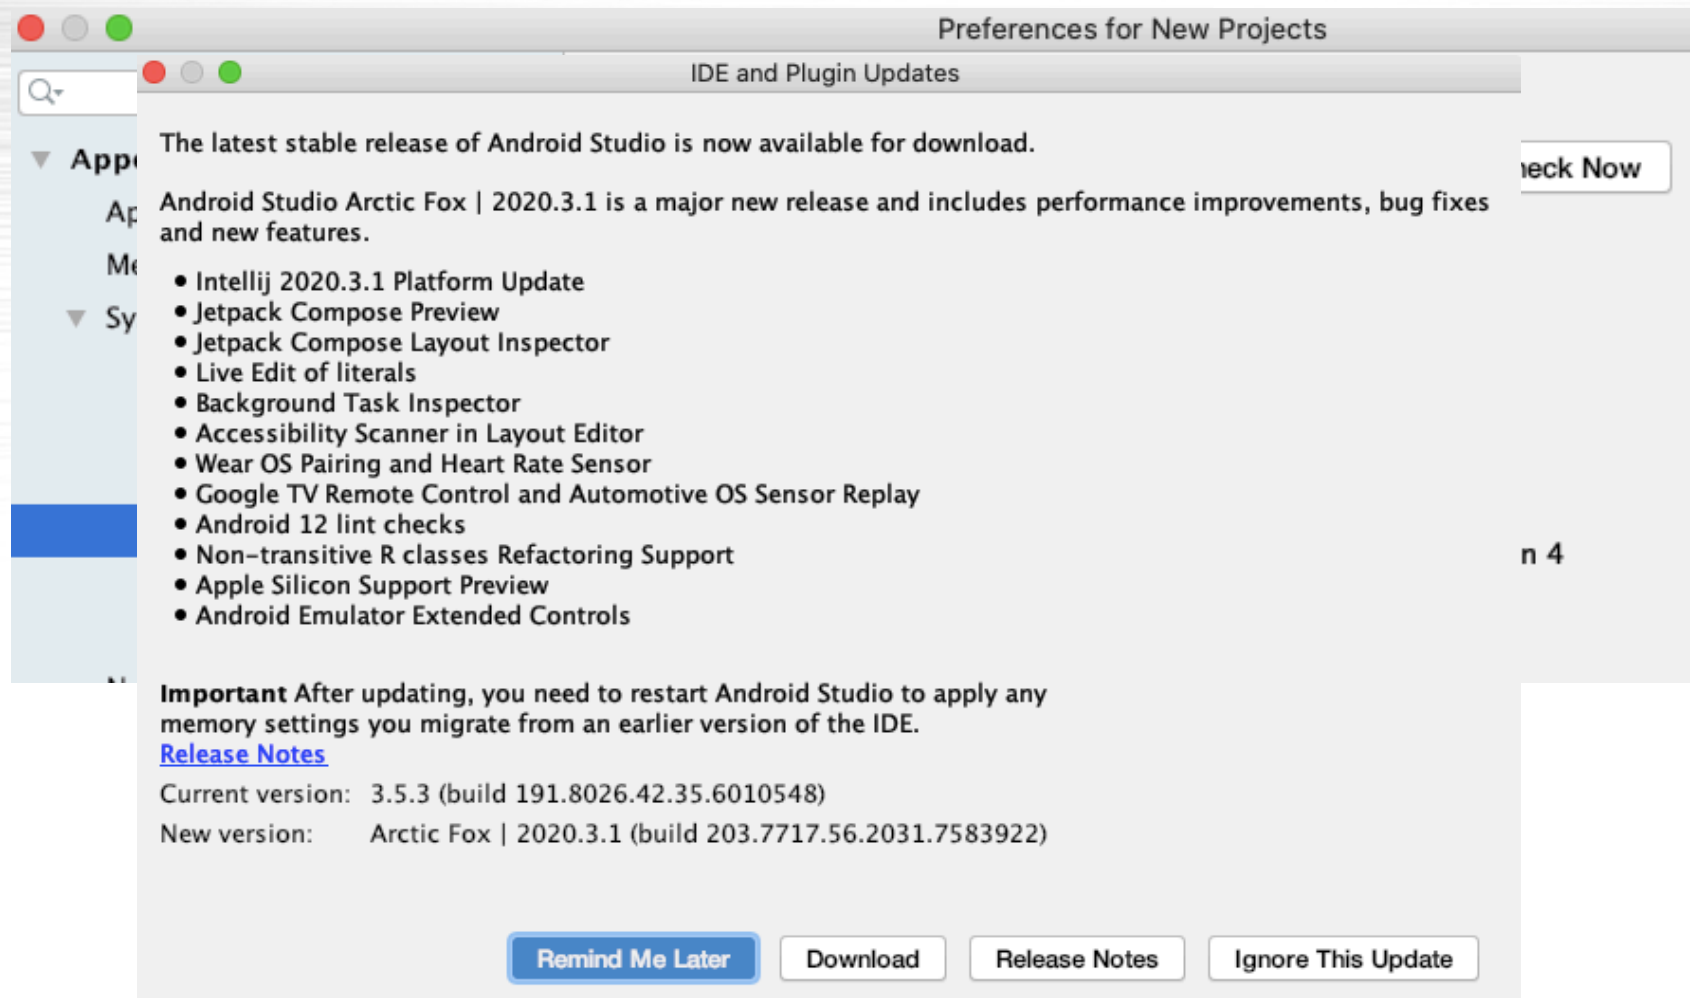 Preferences for New Projects
IDE and Plugin Updates
The latest stable release of Android Studio is now available for download.
Now
Android Studio Arctic Fox | 2020.3.1 is a major new release and includes performance improvements, bug fixes
and new features.
• Intellij 2020.3.1 Platform Update
• Jetpack Compose Preview
• Jetpack Compose Layout Inspector
• Live Edit of literals
• Background Task Inspector
• Accessibility Scanner in Layout Editor
• Wear OS Pairing and Heart Rate Sensor
• Google TV Remote Control and Automotive OS Sensor Replay
• Android 12 lint checks
• Non-transitive R classes Refactoring Support
4
• Apple Silicon Support Preview
• Android Emulator Extended Controls
Important After updating, you need to restart Android Studio to apply any
memory settings you migrate from an earlier version of the IDE.
Release Notes
Current version: 3.5.3 (build 191.8026.42.35.6010548)
New version: Arctic Fox | 2020.3.1 (build 203.7717.56.2031.7583922)
Remind Me Later
Download
Release Notes
Ignore This Update